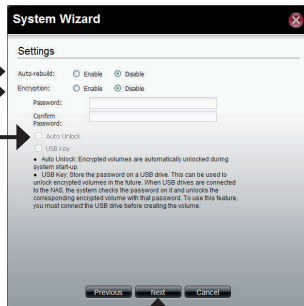 System Wizard
Settings
Auto-rebuild: Enable Disable
Encryption: Enable Disable
Password:
Confirm
Password:
Auto Unlock
USB Key
● Auto Unlock: Encrypted volumes are automatically unlocked during
system start-up.
● USB Key: Store the password on a USB drive. This can be used to
unlock encrypted volumes in the future. When USB drives are connected
to the NAS, the system checks the password on it and unlocks the
corresponding encrypted volume with that password. To use this feature,
you must connect the USB drive before creating the volume.
Previous Next Cancel